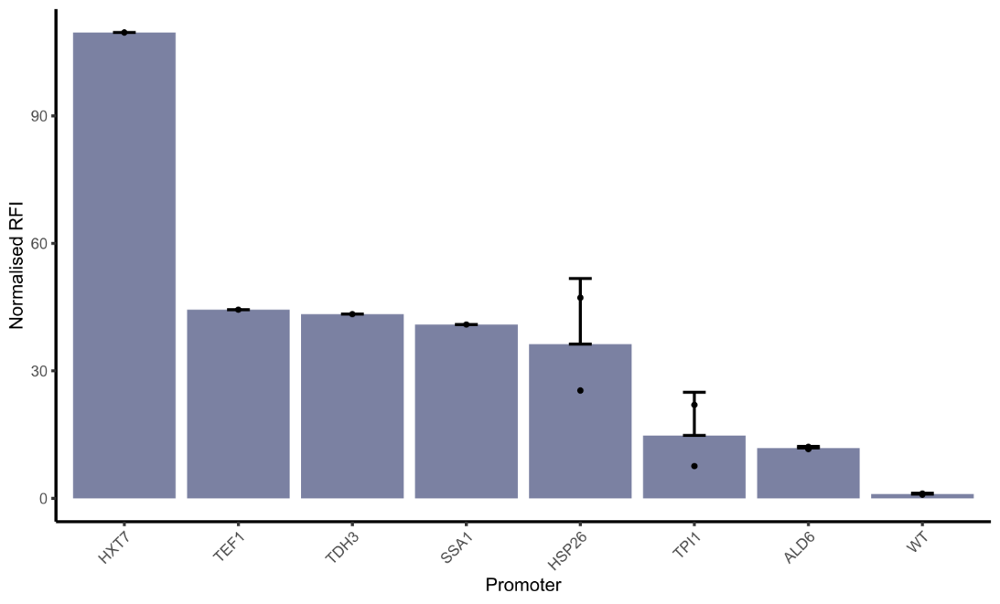 Normalised RFI
90
60
30
0
HXT7
TEF1
TDH3
SSA1
HSP26
TPI1
ALD6
WT
Promoter